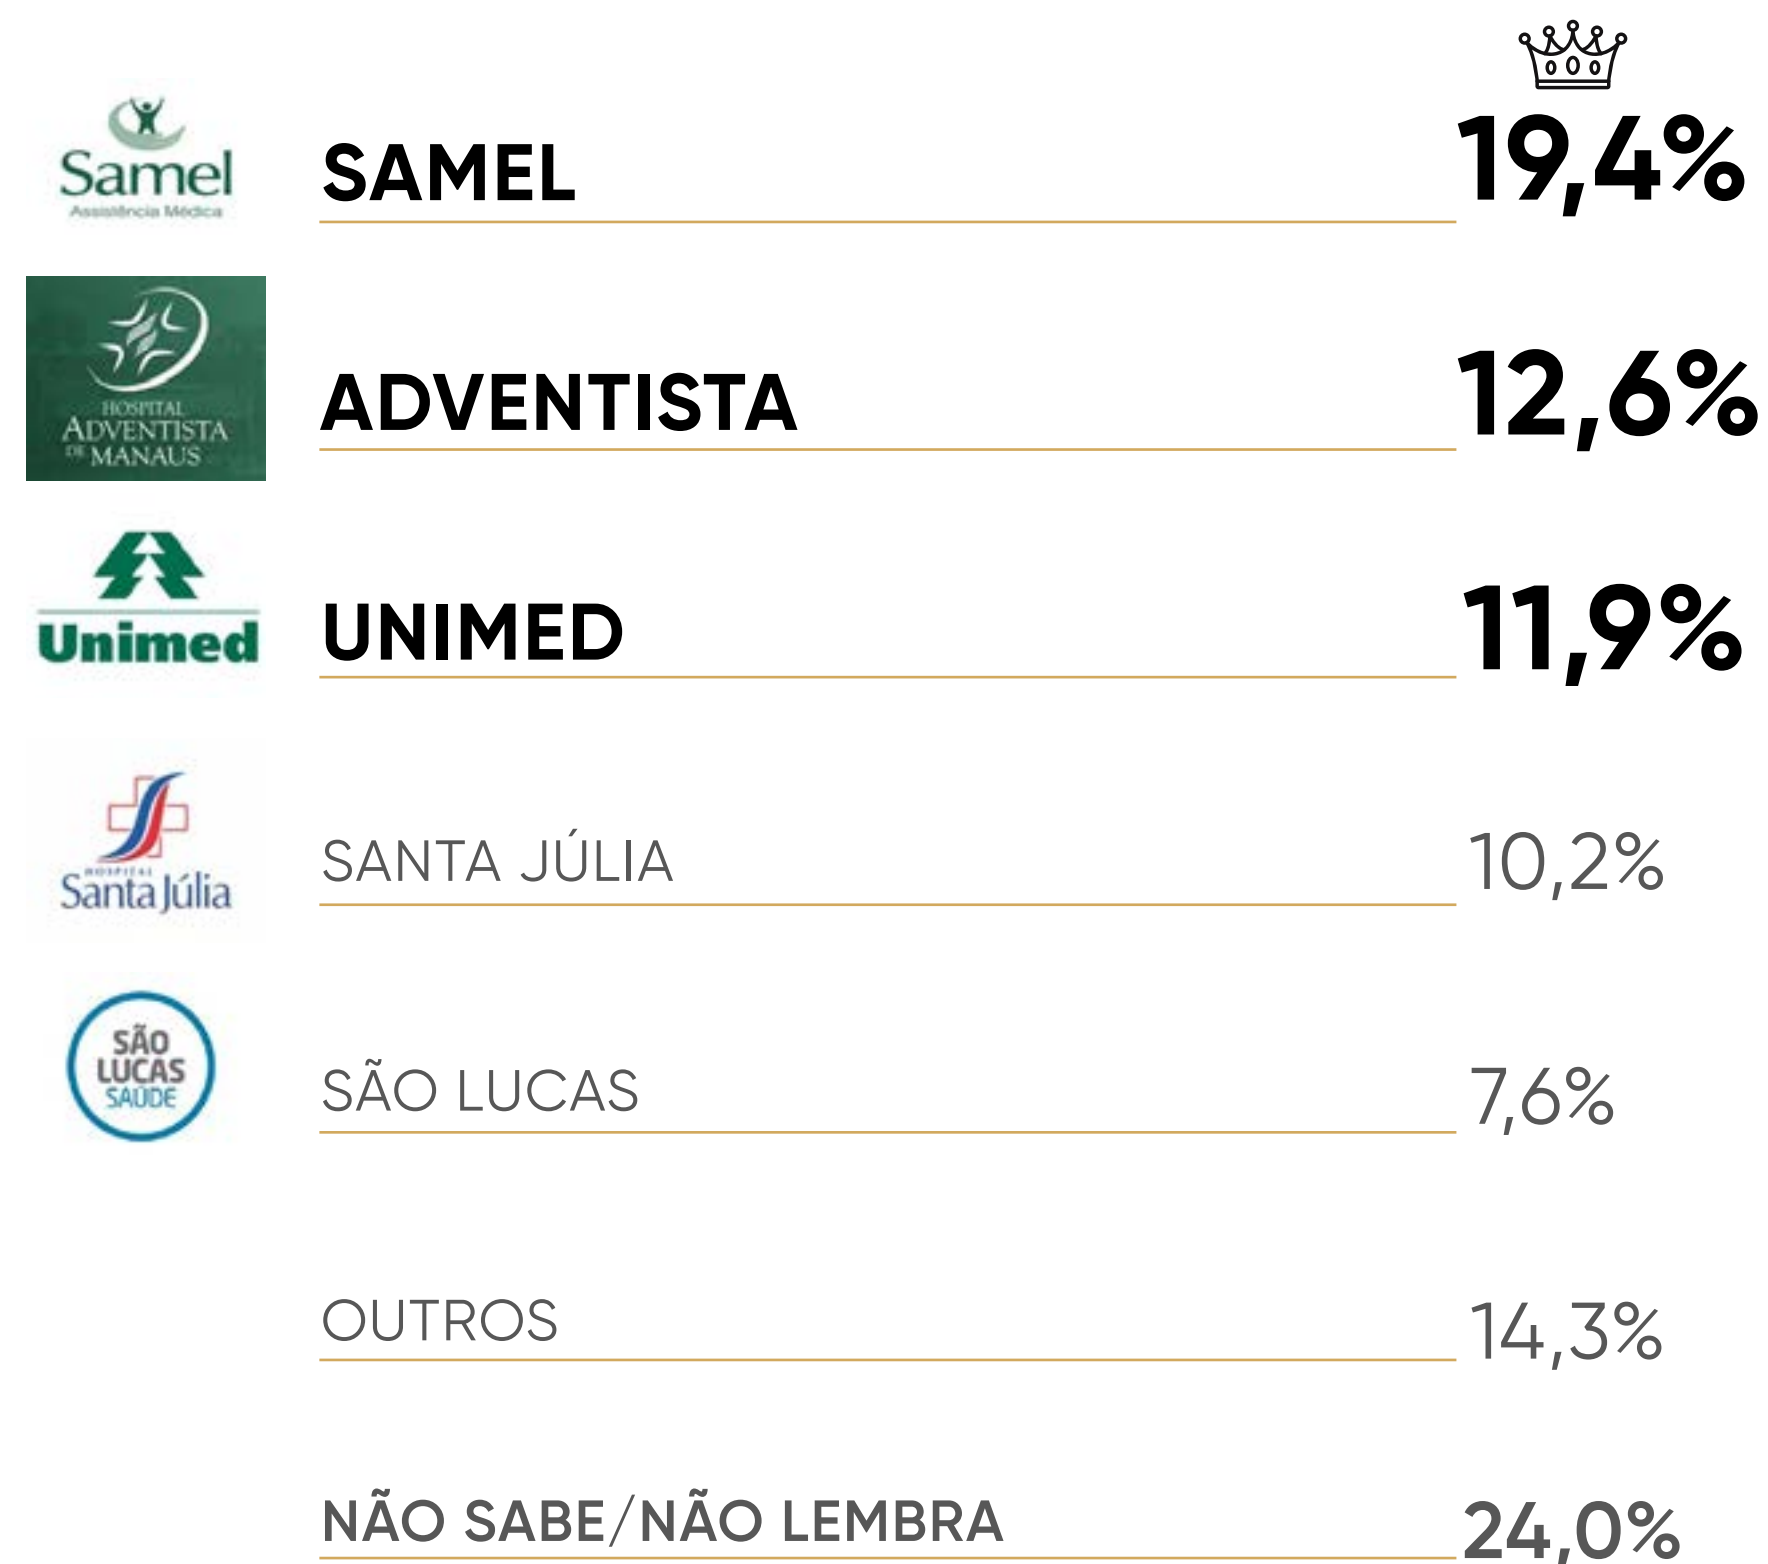 Samel
Assistência Médica
SAMEL
19,4%
HOSPITAL
ADVENTISTA
DE MANAUS
ADVENTISTA
12,6%
Unimed
UNIMED
11,9%
HOSPITAL
Santa Júlia
SANTA JÚLIA
10,2%
SÃO
LUCAS
SAÚDE
SÃO LUCAS
7,6%
OUTROS
14,3%
NÃO SABE/NÃO LEMBRA
24,0%